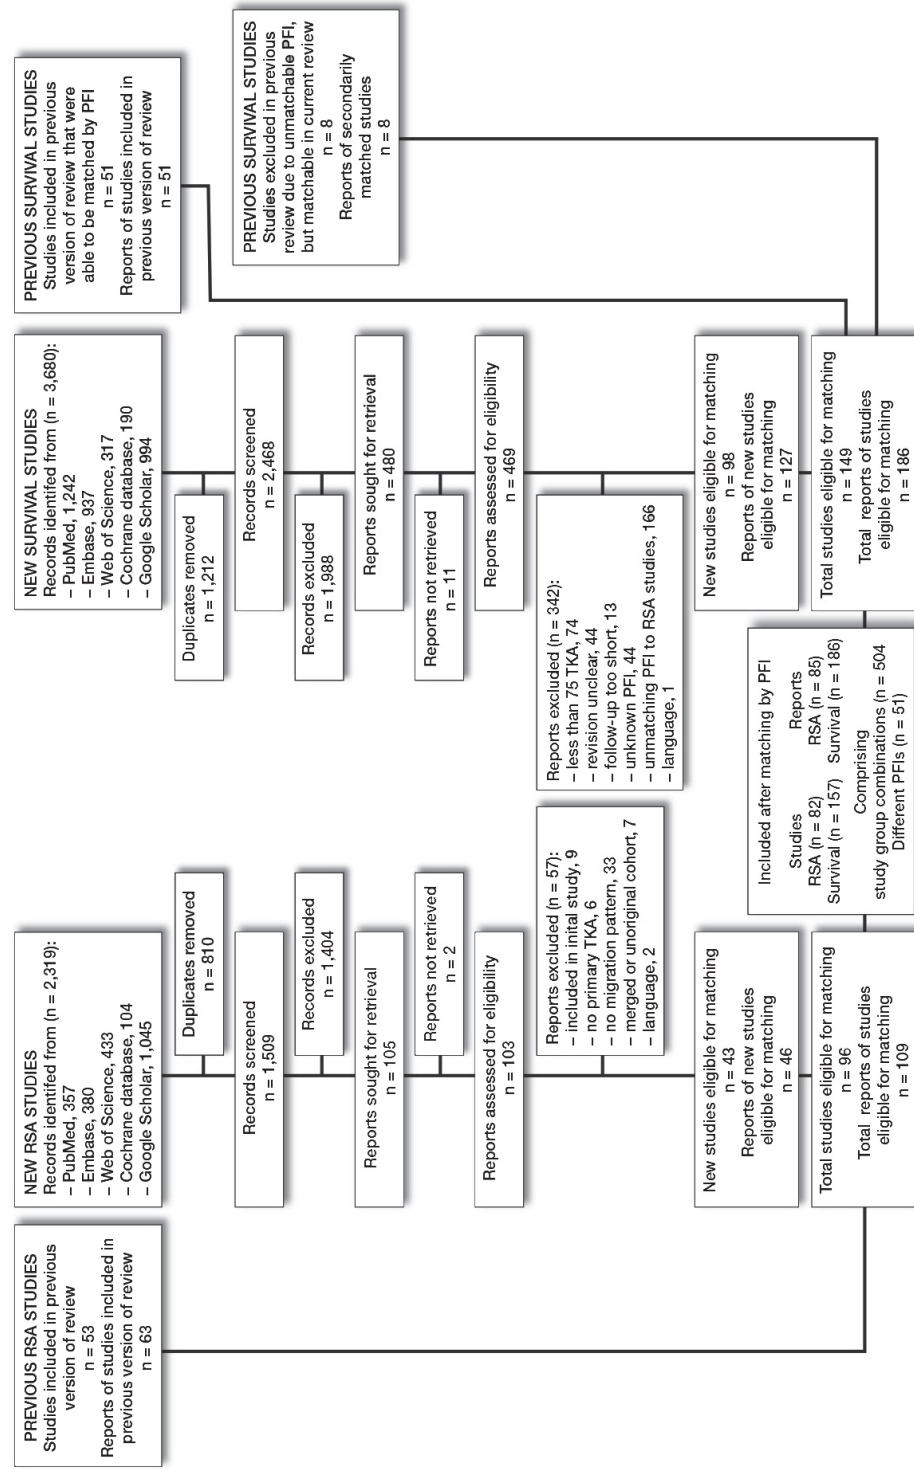 PREVIOUS RSA STUDIES
Studies included in previous
version of review
n = 53
Reports of studies included in
previous version of review
n = 63
NEW RSA STUDIES
Records identifed from (n = 2,319):
– PubMed, 357
– Embase, 380
– Web of Science, 433
– Cochrane database, 104
– Google Scholar, 1,045
Duplicates removed
n = 810
Records screened
n = 1,509
Records excluded
n = 1,404
Reports sought for retrieval
n = 105
Reports not retrieved
n = 2
Reports assessed for eligibility
n = 103
Reports excluded (n = 57):
– included in inital study, 9
– no primary TKA, 6
– no migration pattern, 33
– merged or unoriginal cohort, 7
– language, 2
New studies eligible for matching
n = 43
Reports of new studies
eligible for matching
n = 46
Total studies eligible for matching
n = 96
Total reports of studies
eligible for matching
n = 109
NEW SURVIVAL STUDIES
Records identifed from (n = 3,680):
– PubMed, 1,242
– Embase, 937
– Web of Science, 317
– Cochrane database, 190
– Google Scholar, 994
Duplicates removed
n = 1,212
Records screened
n = 2,468
Records excluded
n = 1,988
Reports sought for retrieval
n = 480
Reports not retrieved
n = 11
Reports assessed for eligibility
n = 469
Reports excluded (n = 342):
– less than 75 TKA, 74
– revision unclear, 44
– follow-up too short, 13
– unknown PFI, 44
– unmatching PFI to RSA studies, 166
– language, 1
New studies eligible for matching
n = 98
Reports of new studies
eligible for matching
n = 127
Total studies eligible for matching
n = 149
Total reports of studies
eligible for matching
n = 186
PREVIOUS SURVIVAL STUDIES
Studies included in previous
version of review that were
able to be matched by PFI
n = 51
Reports of studies included in
previous version of review
n = 51
PREVIOUS SURVIVAL STUDIES
Studies excluded in previous
review due to unmatchable PFI,
but matchable in current review
n = 8
Reports of secondarily
matched studies
n = 8
Included after matching by PFI
Studies Reports
RSA (n = 82) RSA (n = 85)
Survival (n = 157) Survival (n = 186)
Comprising
study group combinations (n = 504
Different PFIs (n = 51)